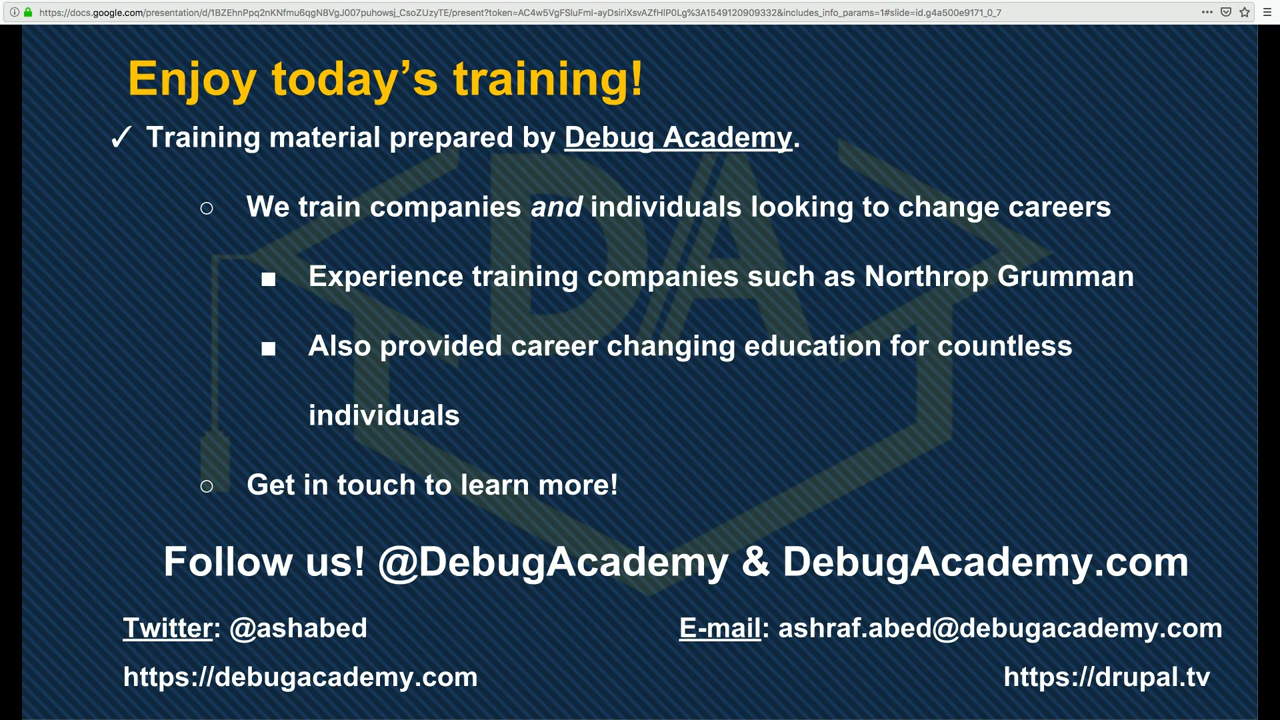 https://docs.google.com/presentation/d/1BZEhnPpq2nKNfmu6qgN8VgJ007puhowsj_CsoZUzyTE/present?token=AC4w5VgFSluFmI-ayDsiriXsvAZfHlP0Lg%3A1549120909332&includes_info_params=1#slide=id.g4a500e9171_0_7
Enjoy today’s training!
✓ Training material prepared by Debug Academy.
○ We train companies and individuals looking to change careers
■ Experience training companies such as Northrop Grumman
■ Also provided career changing education for countless
individuals
○ Get in touch to learn more!
Follow us! @DebugAcademy & DebugAcademy.com
Twitter: @ashabed
E-mail: ashraf.abed@debugacademy.com
https://debugacademy.com
https://drupal.tv
DA